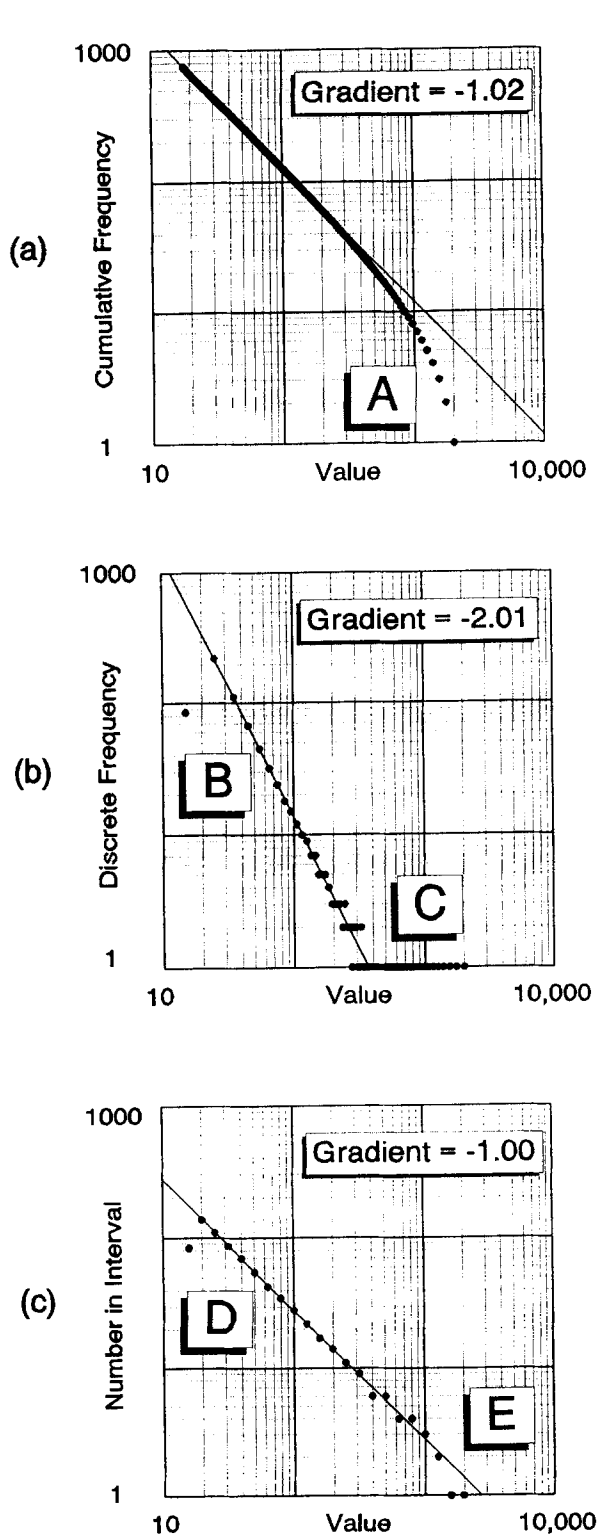 1000
Gradient = -1.02
(a)
Cumulative Frequency
A
1
10
Value
10,000
1000
Gradient = -2.01
(b)
Discrete Frequency
B
C
1
10
Value
10,000
1000
Gradient = -1.00
(c)
Number in Interval
D
E
1
10
Value
10,000